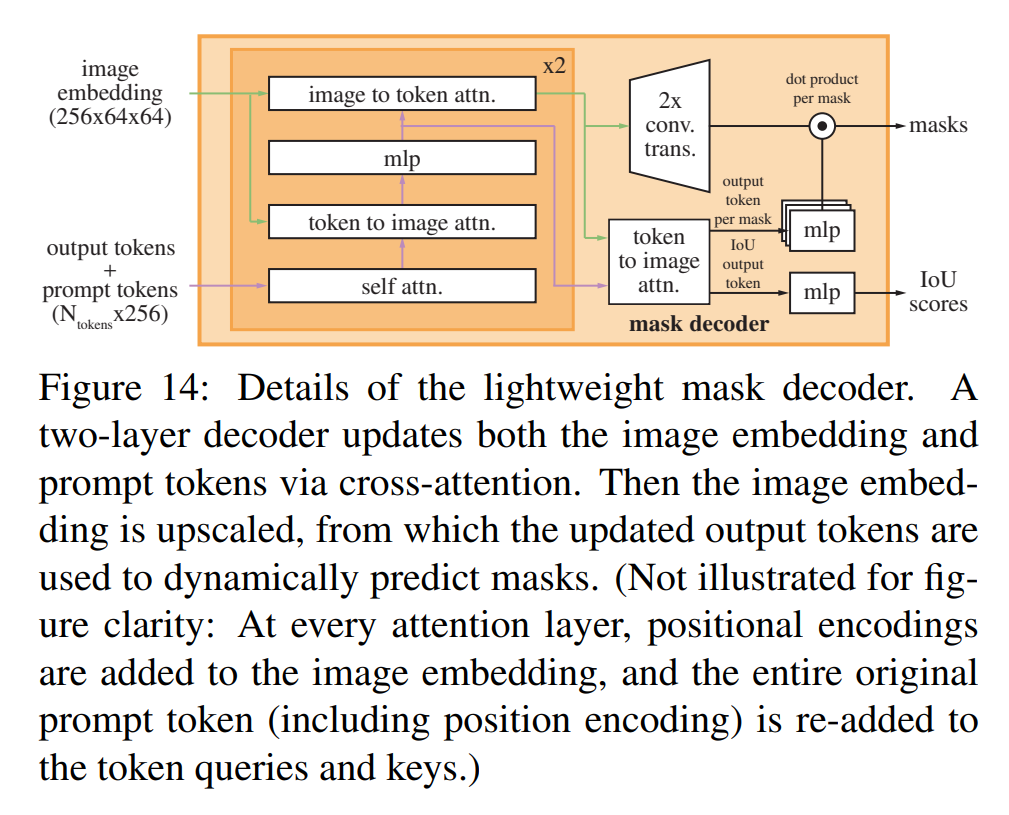 image
embedding
(256x64x64)
output tokens
+
prompt tokens
(Ntokensx256)
x2
image to token attn.
mlp
token to image attn.
self attn.
2x
conv.
trans.
token
to image
attn.
mask decoder
dot product
per mask
output
token
per mask
IoU
output
token
mlp
mlp
masks
IoU
scores
Figure 14: Details of the lightweight mask decoder. A
two-layer decoder updates both the image embedding and
prompt tokens via cross-attention. Then the image embed-
ding is upscaled, from which the updated output tokens are
used to dynamically predict masks. (Not illustrated for fig-
ure clarity: At every attention layer, positional encodings
are added to the image embedding, and the entire original
prompt token (including position encoding) is re-added to
the token queries and keys.)